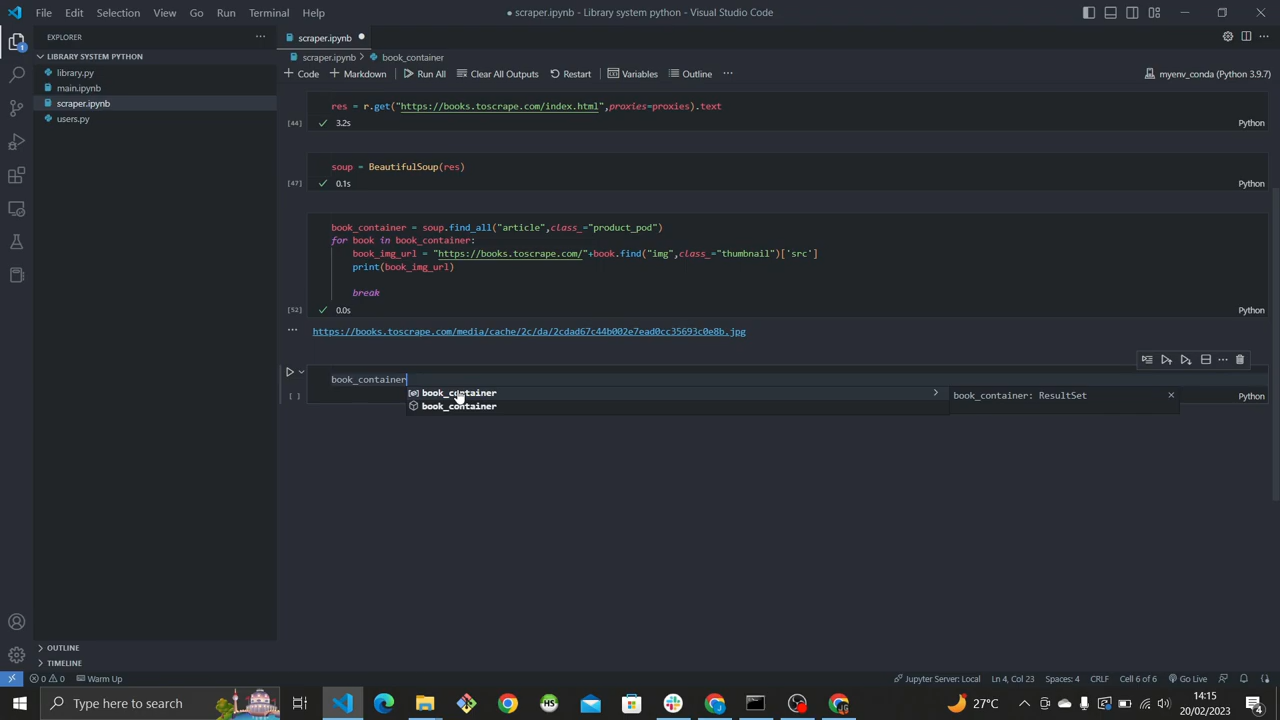 File Edit Selection View Go Run Terminal Help
● scraper.ipynb - Library system python - Visual Studio Code
EXPLORER
LIBRARY SYSTEM PYTHON
library.py
main.ipynb
scraper.ipynb
users.py
OUTLINE
TIMELINE
scraper.ipynb ●
scraper.ipynb > book_container
+ Code + Markdown Run All Clear All Outputs Restart Variables Outline ···
myenv_conda (Python 3.9.7)
res = r.get("https://books.toscrape.com/index.html",proxies=proxies).text
[44] ✓ 3.2s Python
soup = BeautifulSoup(res)
[47] ✓ 0.1s Python
book_container = soup.find_all("article",class_="product_pod")
for book in book_container:
book_img_url = "https://books.toscrape.com/"+book.find("img",class_="thumbnail")['src']
print(book_img_url)
break
[52] ✓ 0.0s Python
··· https://books.toscrape.com/media/cache/2c/da/2cdad67c44b002e7ead0cc35693c0e8b.jpg
book_container
book_container
book_container: ResultSet
[ ] Python
book_container
0 0 Warm Up
Jupyter Server: Local Ln 4, Col 23 Spaces: 4 CRLF Cell 6 of 6 Go Live
Type here to search
HS
27°C
14:15
20/02/2023